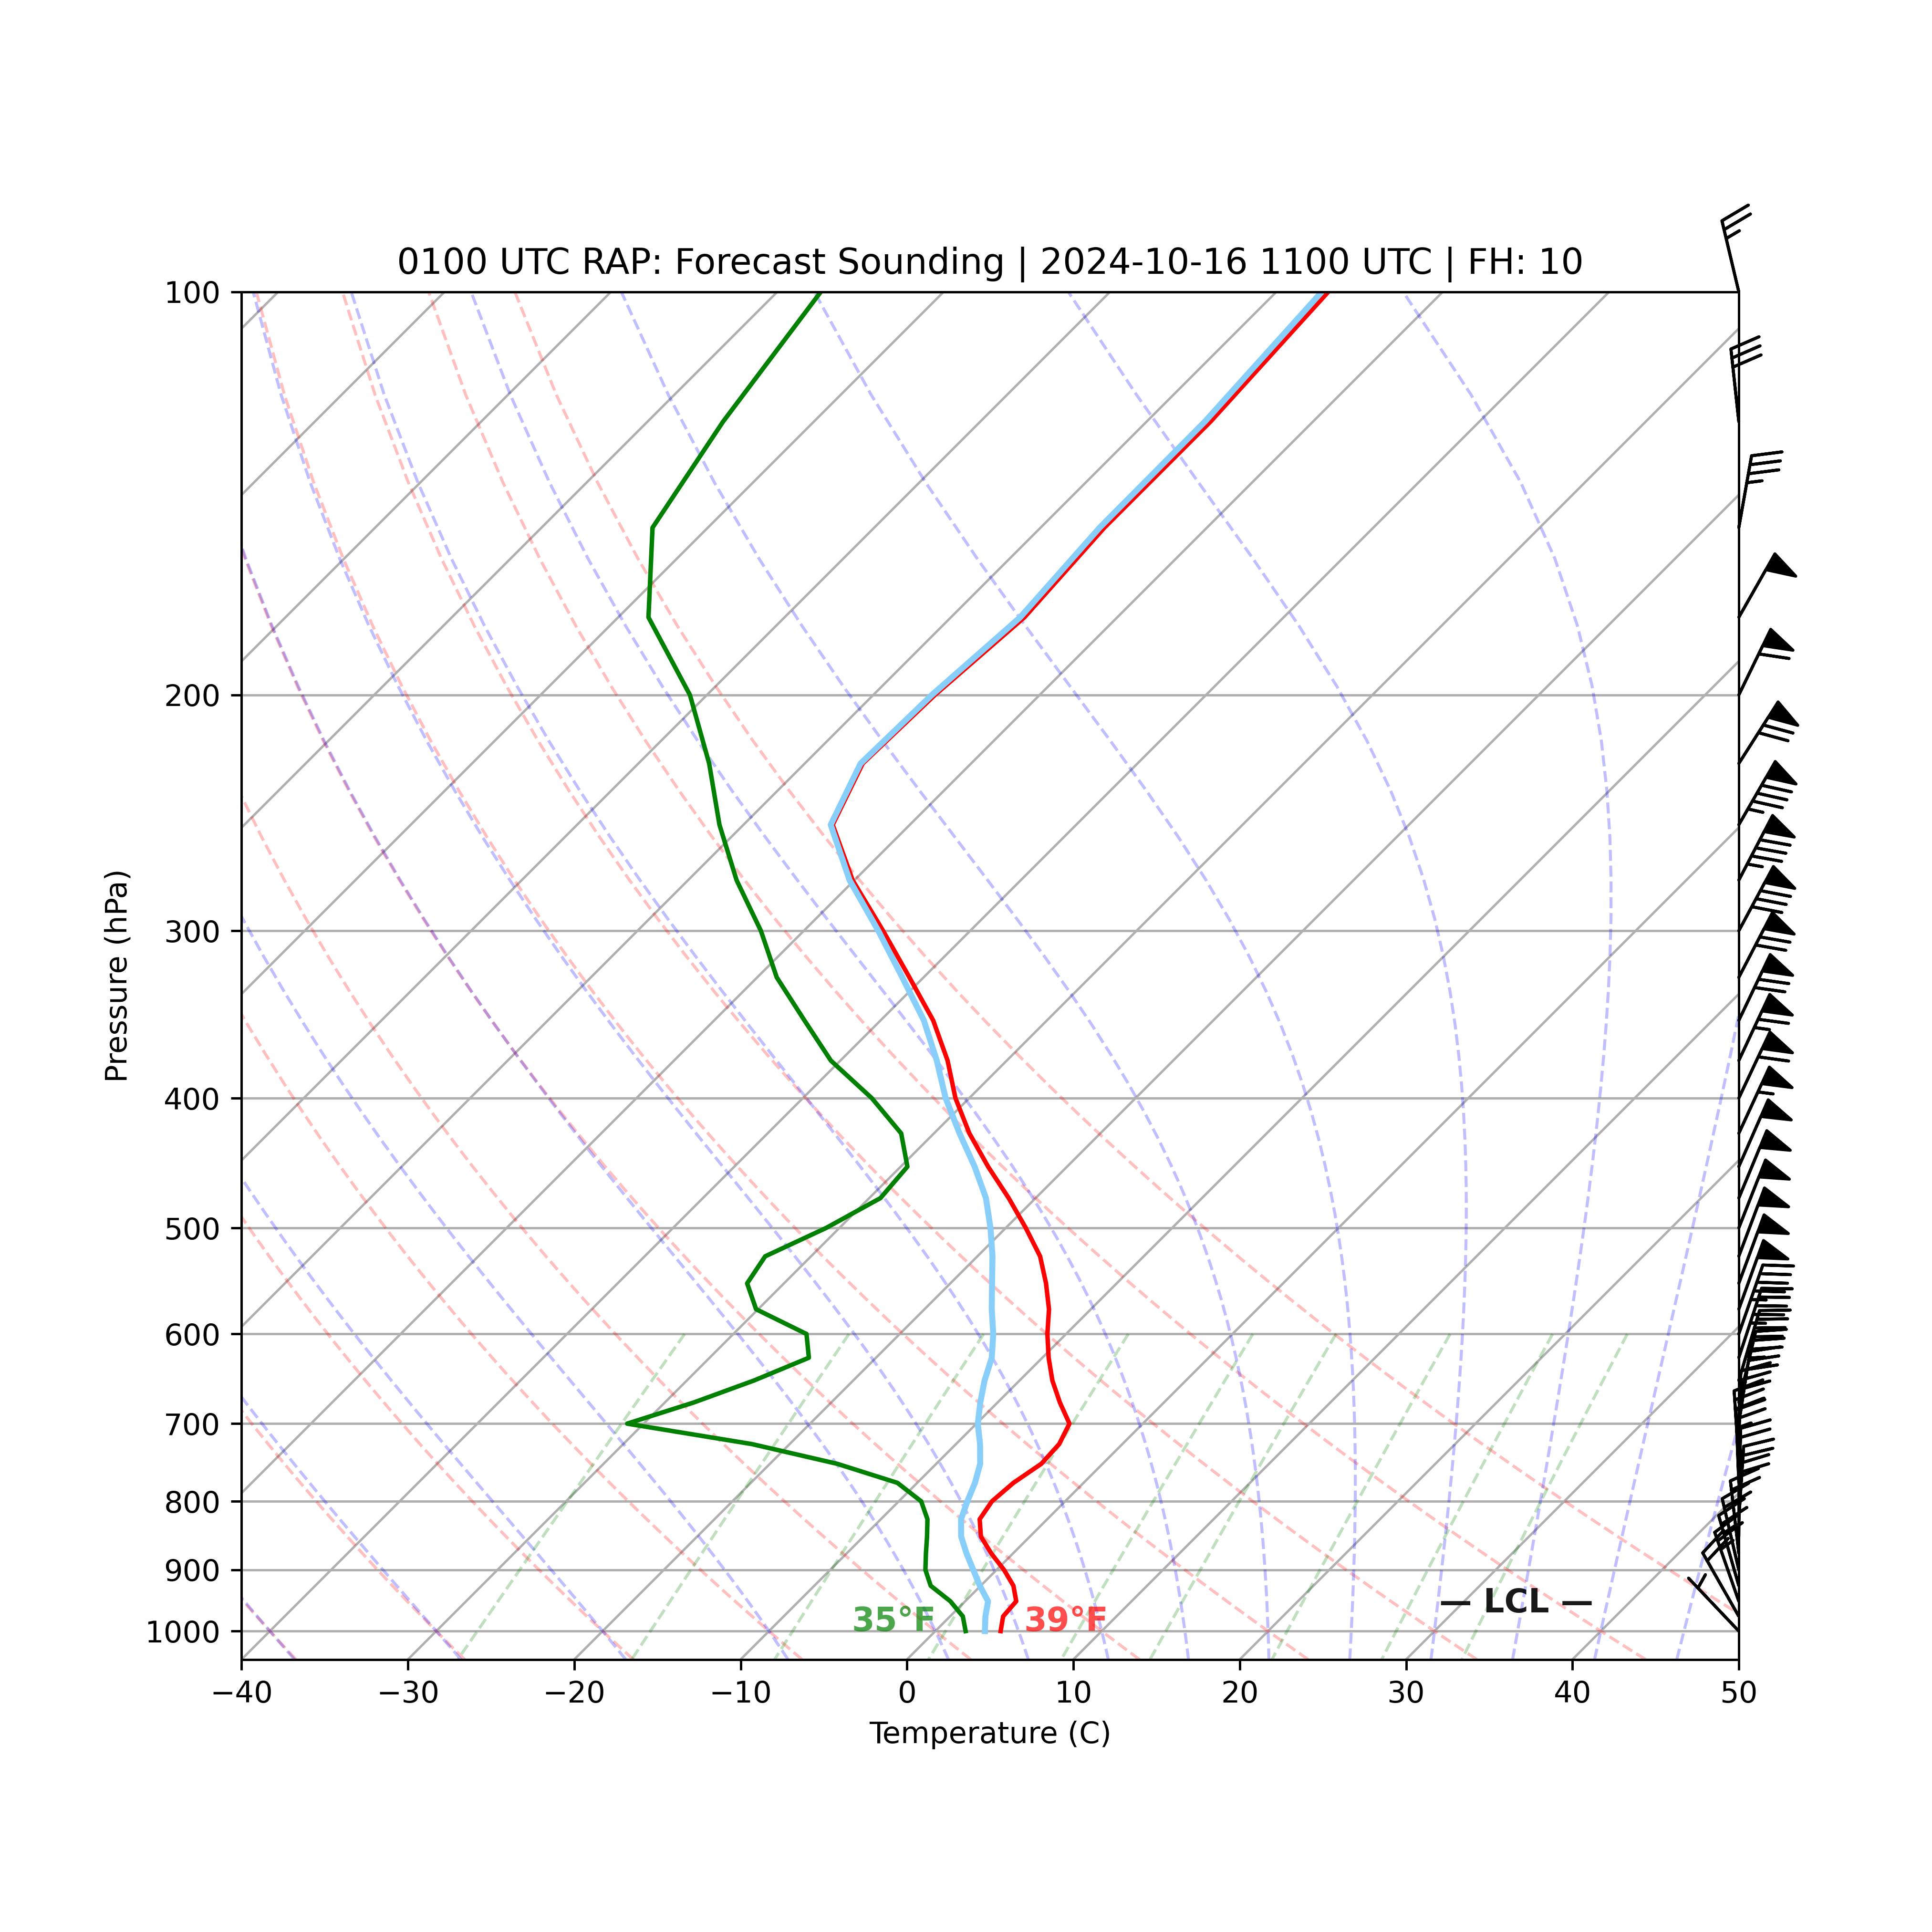 0100 UTC RAP: Forecast Sounding | 2024-10-16 1100 UTC | FH: 10
100
200
300
400
500
600
700
800
900
1000
Pressure (hPa)
35°F 39°F
— LCL —
−40 −30 −20 −10 0 10 20 30 40 50
Temperature (C)